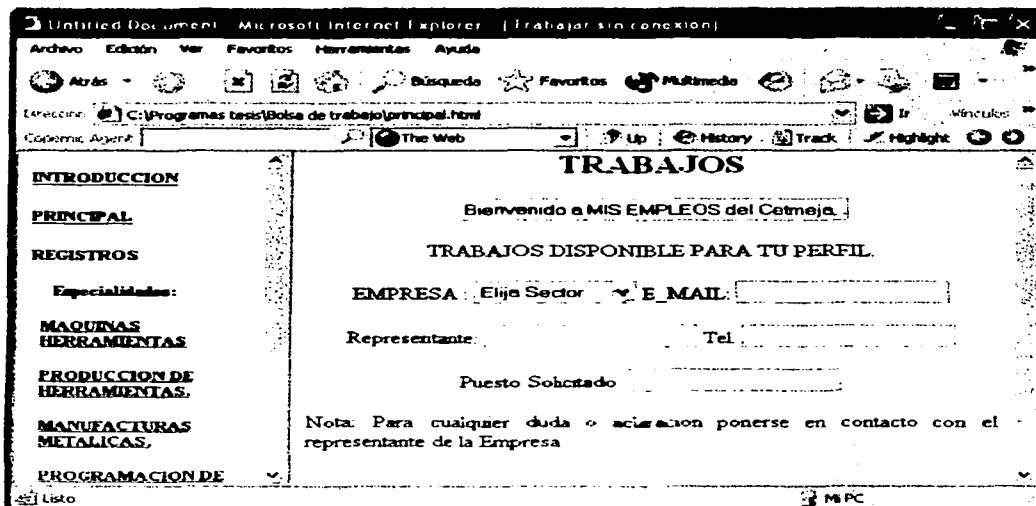 Untitled Document - Microsoft Internet Explorer - [Trabajar sin conexión]
Archivo Edición Ver Favoritos Herramientas Ayuda
Atrás Búsqueda Favoritos Multimedia
Dirección C:\Programas tesis\Bolsa de trabajo\principal.html Ir Vínculos
Copernic Agent The Web Up History Track Highlight
INTRODUCCION
PRINCIPAL
REGISTROS
Especialidades:
MAQUINAS
HERRAMIENTAS
PRODUCCION DE
HERRAMIENTAS.
MANUFACTURAS
METALICAS.
PROGRAMACION DE
TRABAJOS
Bienvenido a MIS EMPLEOS del Cetmeja.
TRABAJOS DISPONIBLE PARA TU PERFIL.
EMPRESA: Elija Sector E_MAIL:
Representante: Tel.
Puesto Solicitado
Nota: Para cualquier duda o aclaracion ponerse en contacto con el
representante de la Empresa
Listo Mi PC